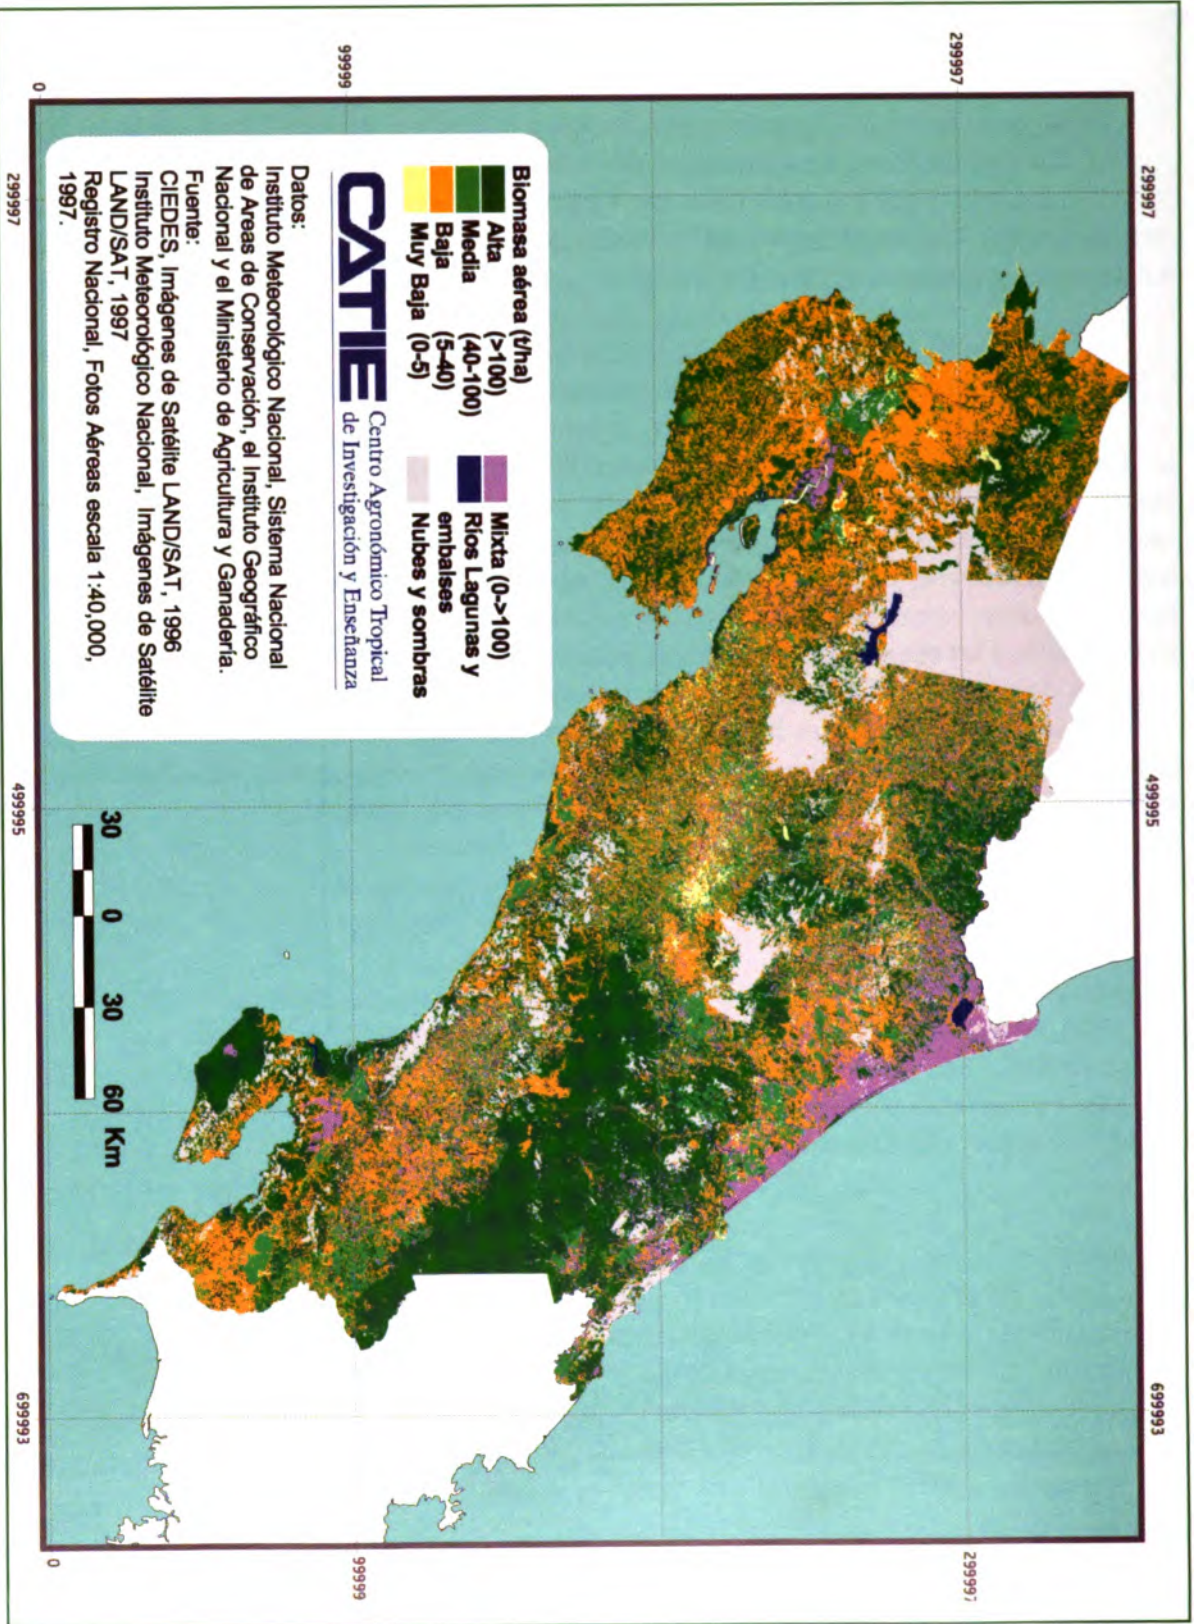 299997
499995
699993
299997
299997
99999
99999
0
0
Biomasa aérea (t/ha)
Alta (>100)
Media (40-100)
Baja (5-40)
Muy Baja (0-5)
Mixta (0->100)
Ríos Lagunas y
embalses
Nubes y sombras
CATIE
Centro Agronómico Tropical
de Investigación y Enseñanza
Datos:
Instituto Meteorológico Nacional, Sistema Nacional
de Areas de Conservación, el Instituto Geográfico
Nacional y el Ministerio de Agricultura y Ganadería.
Fuente:
CIEDES, Imágenes de Satélite LAND/SAT, 1996
Instituto Meteorológico Nacional, Imágenes de Satélite
LAND/SAT, 1997
Registro Nacional, Fotos Aéreas escala 1:40,000,
1997.
30 0 30 60 Km
299997
499995
699993